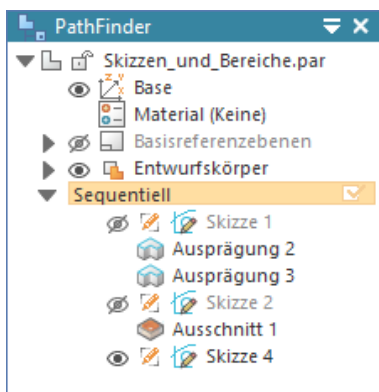 PathFinder
Skizzen_und_Bereiche.par
Base
Material (Keine)
Basisreferenzebenen
Entwurfskörper
Sequentiell
Skizze 1
Ausprägung 2
Ausprägung 3
Skizze 2
Ausschnitt 1
Skizze 4